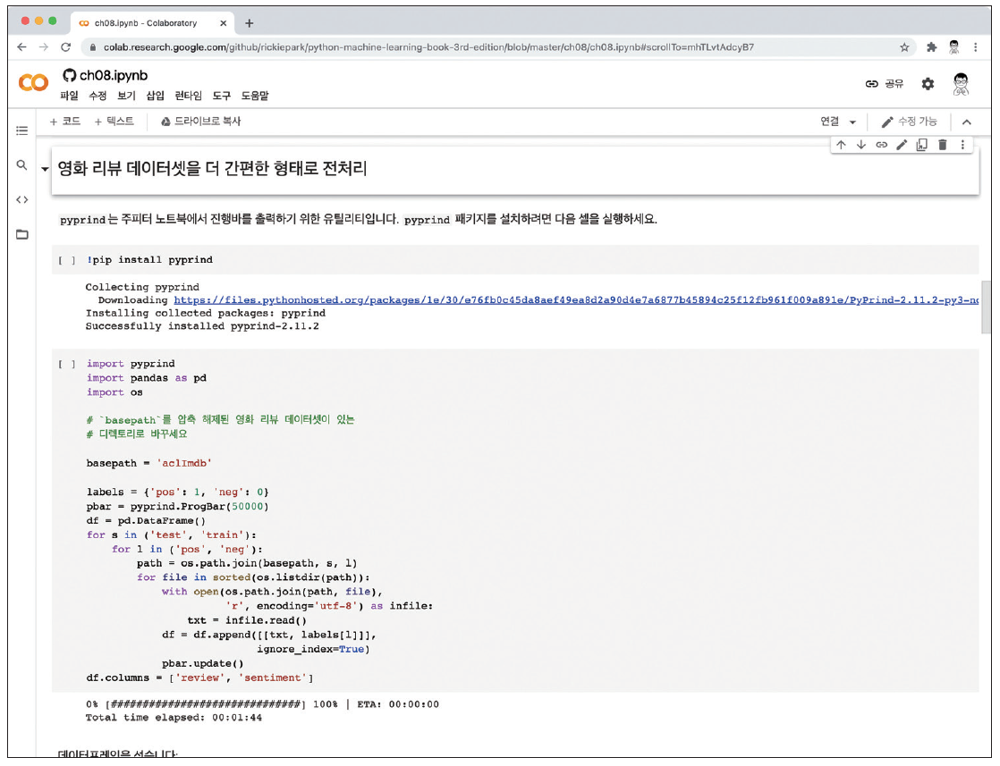 ch08.ipynb - Colaboratory
colab.research.google.com/github/rickiepark/python-machine-learning-book-3rd-edition/blob/master/ch08/ch08.ipynb#scrollTo=mhTLvtAdcyB7
ch08.ipynb
파일 수정 보기 삽입 런타임 도구 도움말
공유
+ 코드 + 텍스트 드라이브로 복사
연결 수정 가능
영화 리뷰 데이터셋을 더 간편한 형태로 전처리
pyprind는 주피터 노트북에서 진행바를 출력하기 위한 유틸리티입니다. pyprind 패키지를 설치하려면 다음 셀을 실행하세요.
[ ] !pip install pyprind
Collecting pyprind
Downloading https://files.pythonhosted.org/packages/1e/30/e76fb0c45da8aef49ea8d2a90d4e7a6877b45894c25f12fb961f009a891e/PyPrind-2.11.2-py3-no
Installing collected packages: pyprind
Successfully installed pyprind-2.11.2
[ ] import pyprind
import pandas as pd
import os
# `basepath`를 압축 해제된 영화 리뷰 데이터셋이 있는
# 디렉토리로 바꾸세요
basepath = 'aclImdb'
labels = {'pos': 1, 'neg': 0}
pbar = pyprind.ProgBar(50000)
df = pd.DataFrame()
for s in ('test', 'train'):
for l in ('pos', 'neg'):
path = os.path.join(basepath, s, l)
for file in sorted(os.listdir(path)):
with open(os.path.join(path, file),
'r', encoding='utf-8') as infile:
txt = infile.read()
df = df.append([[txt, labels[l]]],
ignore_index=True)
pbar.update()
df.columns = ['review', 'sentiment']
0% [##############################] 100% | ETA: 00:00:00
Total time elapsed: 00:01:44
데이터프레임을 섞습니다: